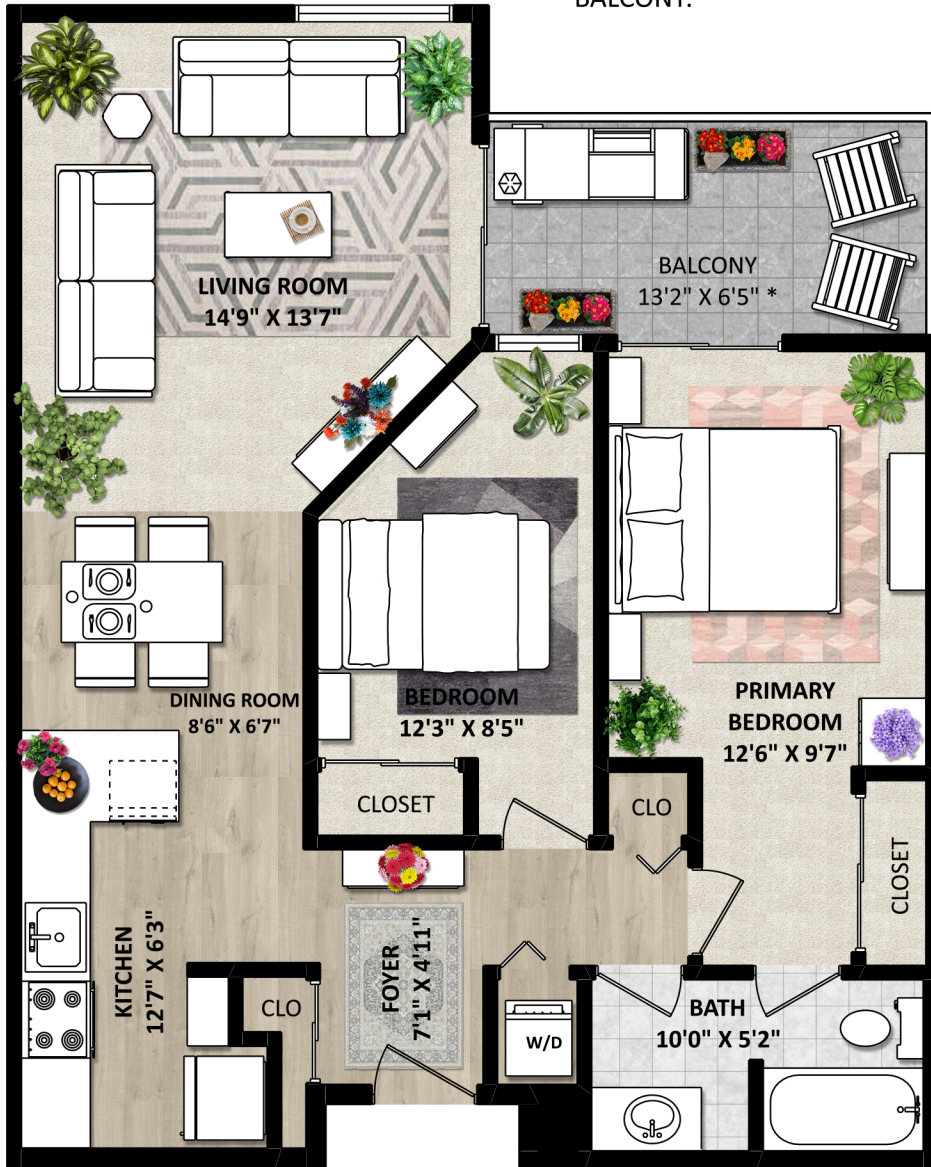 BALCONY.
LIVING ROOM
14'9" X 13'7"
BALCONY
13'2" X 6'5" *
DINING ROOM
8'6" X 6'7"
BEDROOM
12'3" X 8'5"
PRIMARY
BEDROOM
12'6" X 9'7"
CLOSET
CLO
CLOSET
KITCHEN
12'7" X 6'3"
CLO
FOYER
7'1" X 4'11"
W/D
BATH
10'0" X 5'2"